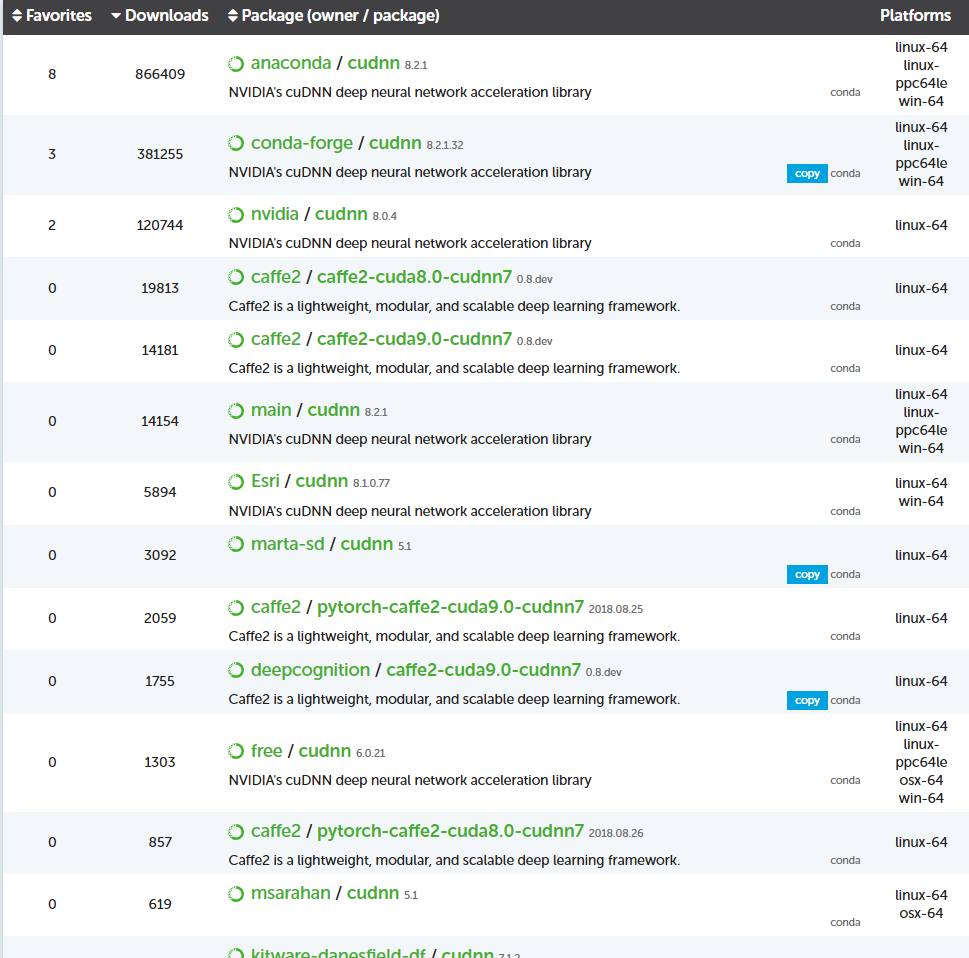 Favorites Downloads Package (owner / package) Platforms
8 866409 anaconda / cudnn 8.2.1
NVIDIA's cuDNN deep neural network acceleration library conda
linux-64
linux-
ppc64le
win-64
3 381255 conda-forge / cudnn 8.2.1.32
NVIDIA's cuDNN deep neural network acceleration library copy conda
linux-64
linux-
ppc64le
win-64
2 120744 nvidia / cudnn 8.0.4
NVIDIA's cuDNN deep neural network acceleration library conda
linux-64
0 19813 caffe2 / caffe2-cuda8.0-cudnn7 0.8.dev
Caffe2 is a lightweight, modular, and scalable deep learning framework. conda
linux-64
0 14181 caffe2 / caffe2-cuda9.0-cudnn7 0.8.dev
Caffe2 is a lightweight, modular, and scalable deep learning framework. conda
linux-64
0 14154 main / cudnn 8.2.1
NVIDIA's cuDNN deep neural network acceleration library conda
linux-64
linux-
ppc64le
win-64
0 5894 Esri / cudnn 8.1.0.77
NVIDIA's cuDNN deep neural network acceleration library conda
linux-64
win-64
0 3092 marta-sd / cudnn 5.1
copy conda
linux-64
0 2059 caffe2 / pytorch-caffe2-cuda9.0-cudnn7 2018.08.25
Caffe2 is a lightweight, modular, and scalable deep learning framework. conda
linux-64
0 1755 deepcognition / caffe2-cuda9.0-cudnn7 0.8.dev
Caffe2 is a lightweight, modular, and scalable deep learning framework. copy conda
linux-64
0 1303 free / cudnn 6.0.21
NVIDIA's cuDNN deep neural network acceleration library conda
linux-64
linux-
ppc64le
osx-64
win-64
0 857 caffe2 / pytorch-caffe2-cuda8.0-cudnn7 2018.08.26
Caffe2 is a lightweight, modular, and scalable deep learning framework. conda
linux-64
0 619 msarahan / cudnn 5.1
conda
linux-64
osx-64
kitware-danesfield-df / cudnn 7.1.2